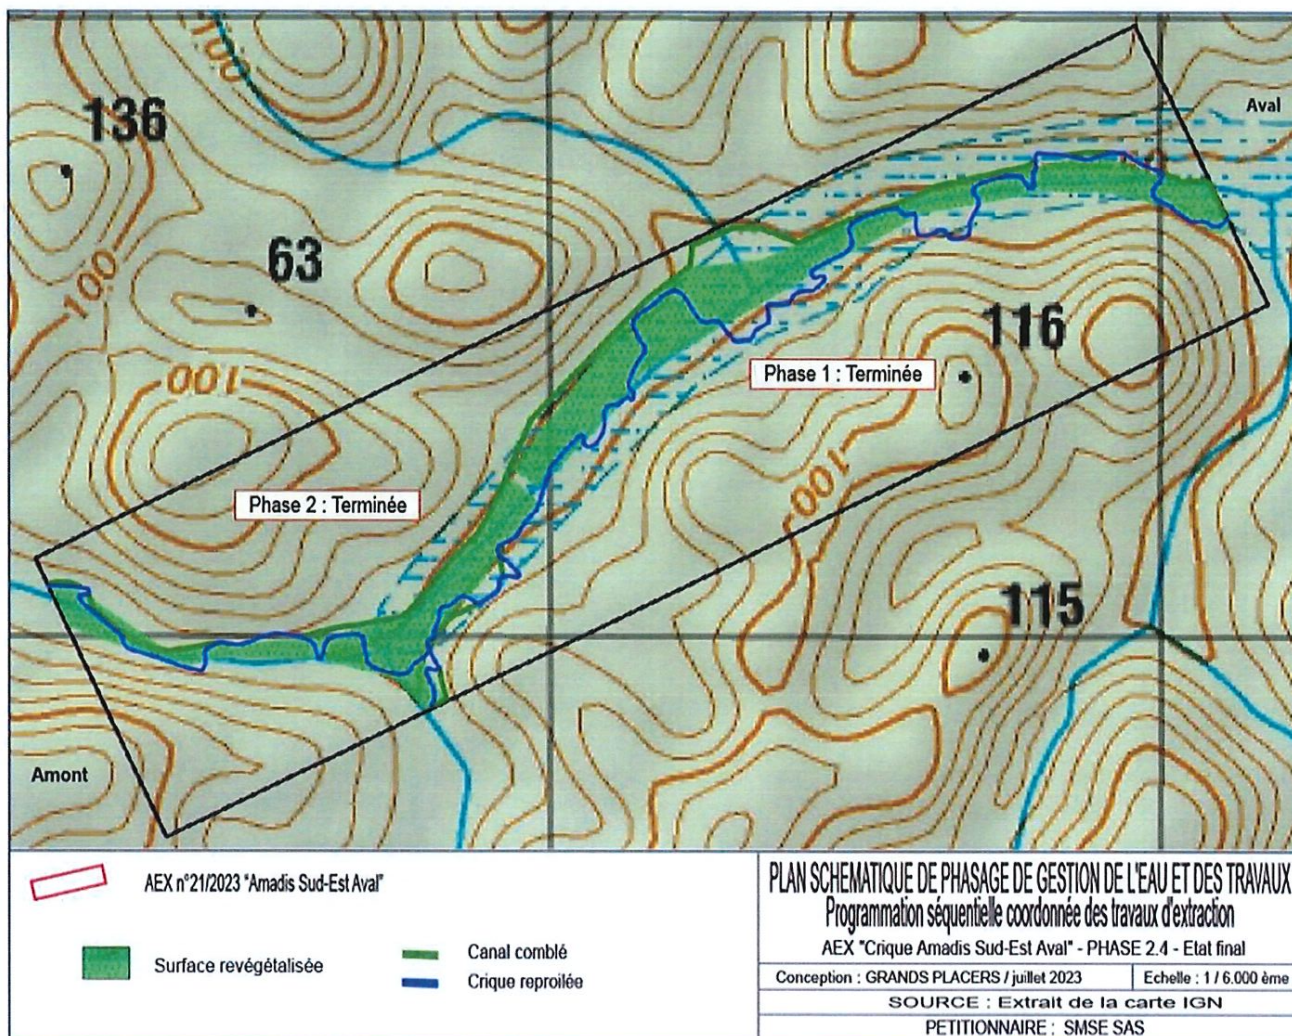 100
Aval
136
63
100
116
100
Phase 1 : Terminée
100
Phase 2 : Terminée
115
Amont
AEX n°21/2023 "Amadis Sud-Est Aval"
Surface revégétalisée
Canal comblé
Crique reproilée
PLAN SCHEMATIQUE DE PHASAGE DE GESTION DE L'EAU ET DES TRAVAUX
Programmation séquentielle coordonnée des travaux d'extraction
AEX "Crique Amadis Sud-Est Aval" - PHASE 2.4 - Etat final
Conception : GRANDS PLACERS / juillet 2023
Echelle : 1 / 6.000 ème
SOURCE : Extrait de la carte IGN
PETITIONNAIRE : SMSE SAS